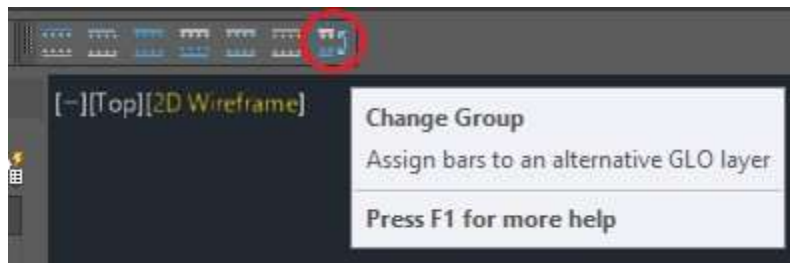 [−][Top][2D Wireframe]
Change Group
Assign bars to an alternative GLO layer
Press F1 for more help